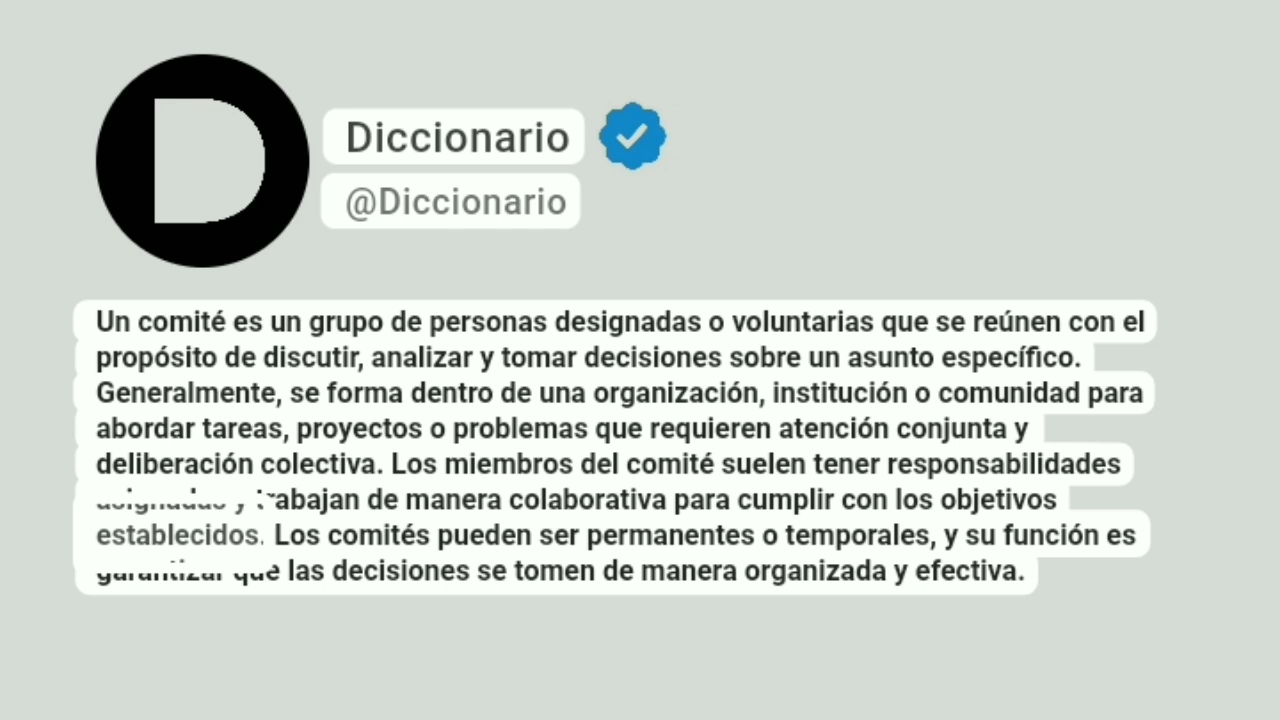 D
Diccionario
@Diccionario
Un comité es un grupo de personas designadas o voluntarias que se reúnen con el
propósito de discutir, analizar y tomar decisiones sobre un asunto específico.
Generalmente, se forma dentro de una organización, institución o comunidad para
abordar tareas, proyectos o problemas que requieren atención conjunta y
deliberación colectiva. Los miembros del comité suelen tener responsabilidades
asignadas y trabajan de manera colaborativa para cumplir con los objetivos
establecidos. Los comités pueden ser permanentes o temporales, y su función es
garantizar que las decisiones se tomen de manera organizada y efectiva.